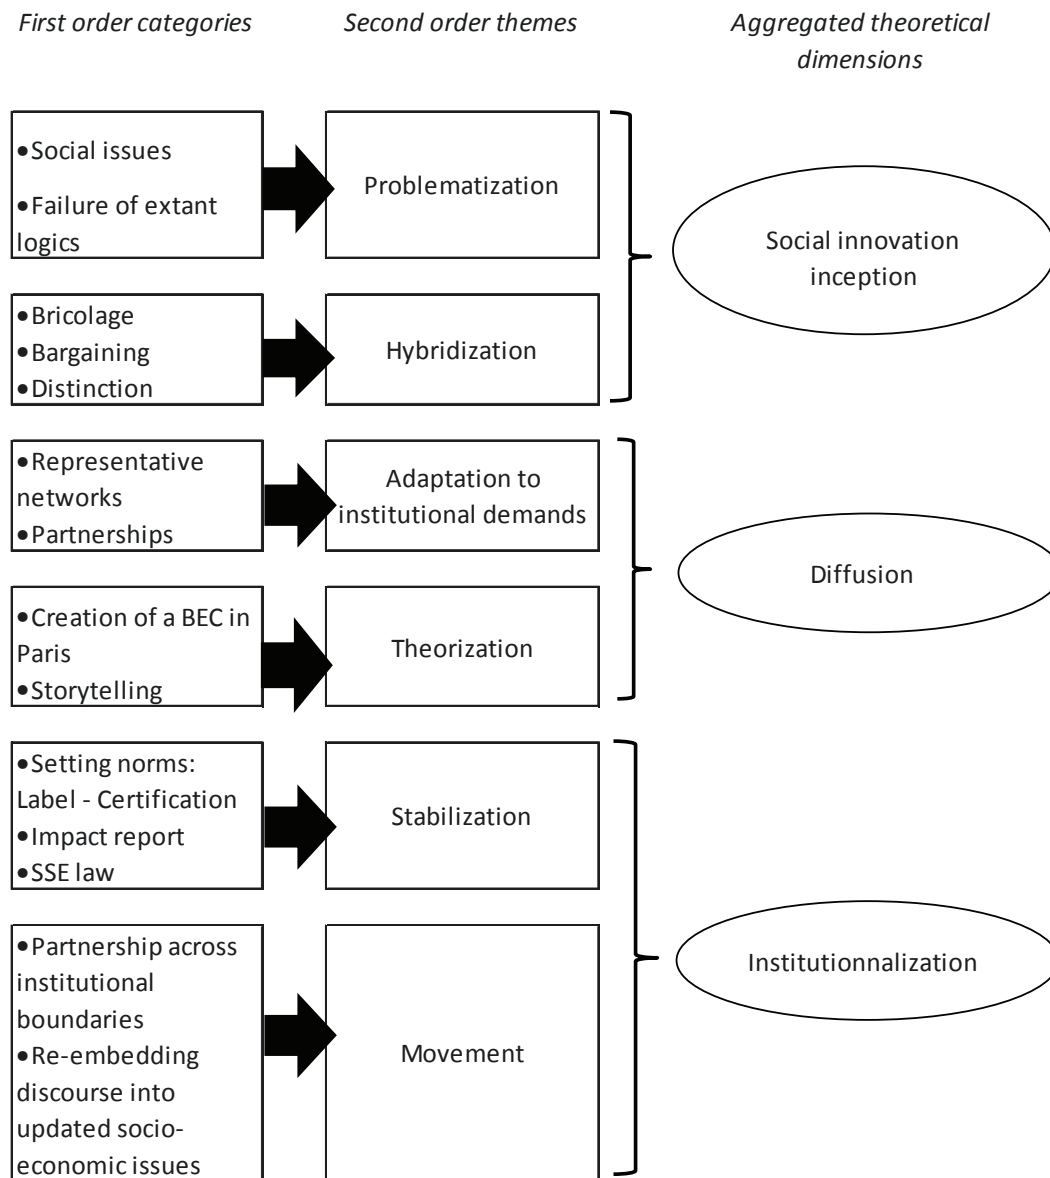 First order categories
Second order themes
Aggregated theoretical
dimensions
•Social issues
•Failure of extant
logics
Problematization
Social innovation
inception
•Bricolage
•Bargaining
•Distinction
Hybridization
•Representative
networks
•Partnerships
Adaptation to
institutional demands
Diffusion
•Creation of a BEC in
Paris
•Storytelling
Theorization
•Setting norms:
Label - Certification
•Impact report
•SSE law
Stabilization
Institutionnalization
•Partnership across
institutional
boundaries
•Re-embedding
discourse into
updated socio-
economic issues
Movement